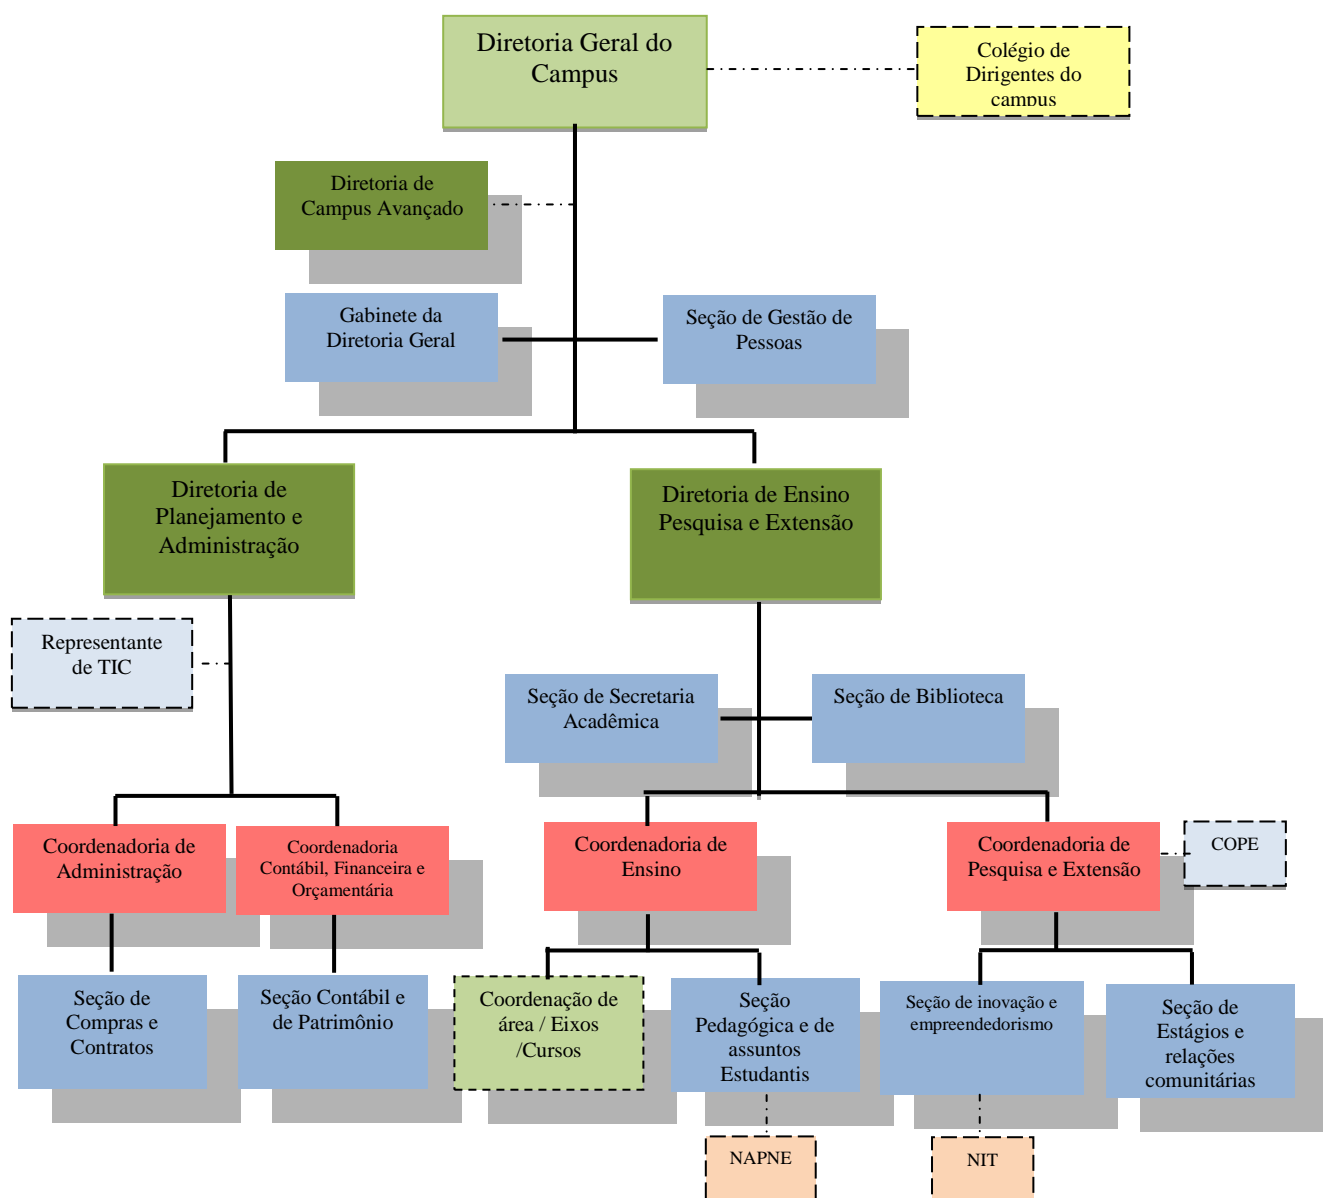 Diretoria Geral do
Campus
Colégio de
Dirigentes do
campus
Diretoria de
Campus Avançado
Gabinete da
Diretoria Geral
Seção de Gestão de
Pessoas
Diretoria de
Planejamento e
Administração
Diretoria de Ensino
Pesquisa e Extensão
Representante
de TIC
Seção de Secretaria
Acadêmica
Seção de Biblioteca
Coordenadoria de
Administração
Coordenadoria
Contábil, Financeira e
Orçamentária
Coordenadoria de
Ensino
Coordenadoria de
Pesquisa e Extensão
COPE
Seção de
Compras e
Contratos
Seção Contábil e
de Patrimônio
Coordenação de
área / Eixos
/Cursos
Seção
Pedagógica e de
assuntos
Estudantis
Seção de inovação e
empreendedorismo
Seção de
Estágios e
relações
comunitárias
NAPNE
NIT